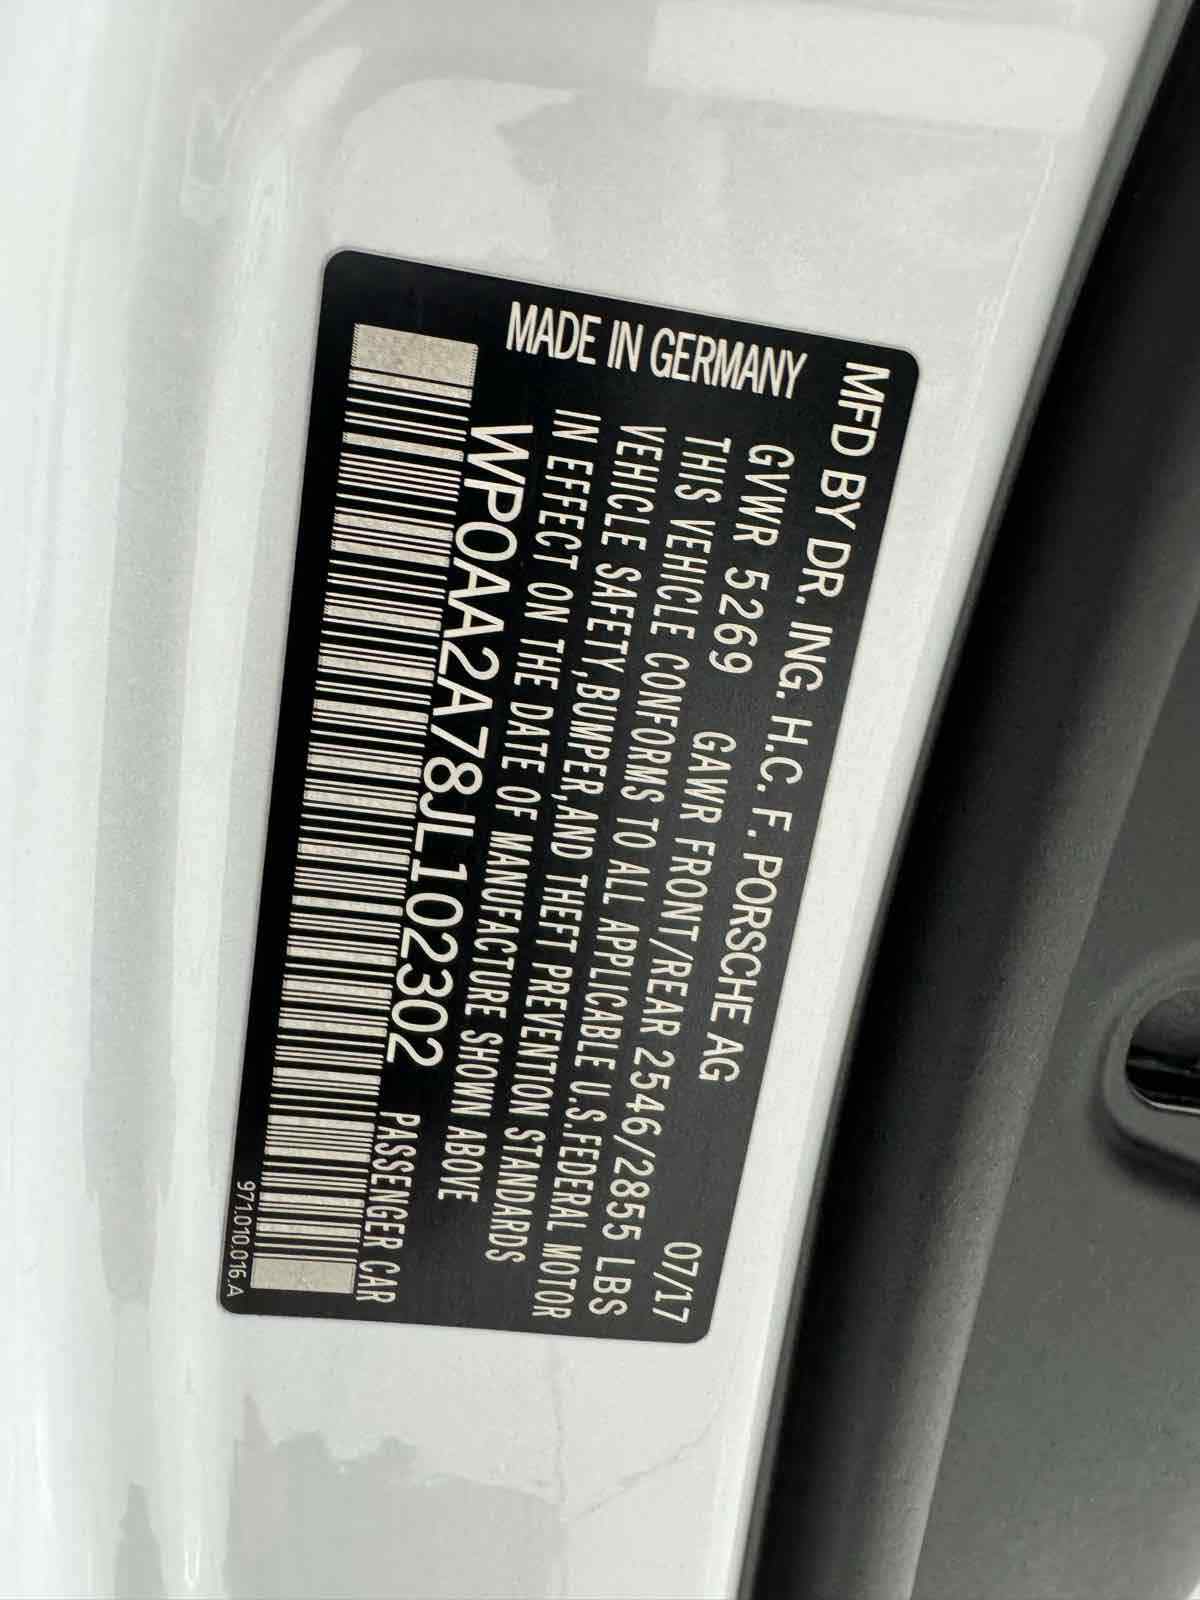 MFD BY DR. ING. H.C. F. PORSCHE AG 07/17
GVWR 5269 GAWR FRONT/REAR 2546/2855 LBS
THIS VEHICLE CONFORMS TO ALL APPLICABLE U.S.FEDERAL MOTOR
VEHICLE SAFETY,BUMPER,AND THEFT PREVENTION STANDARDS
IN EFFECT ON THE DATE OF MANUFACTURE SHOWN ABOVE
MADE IN GERMANY
WP0AA2A78JL102302 PASSENGER CAR
971.010.016.A